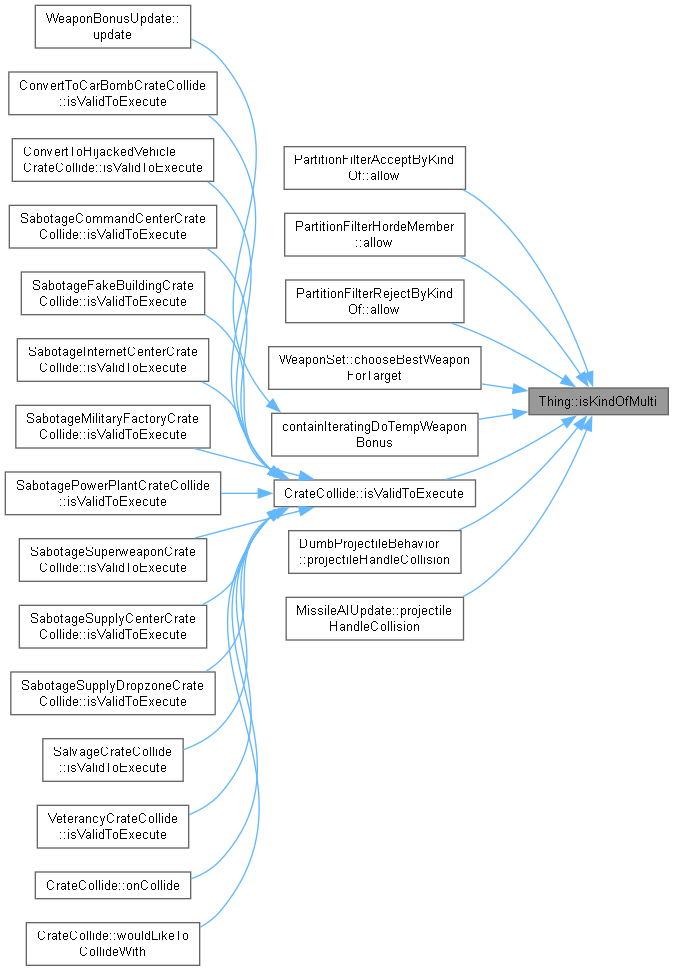 WeaponBonusUpdate::
update
ConvertToCarBombCrateCollide
::isValidToExecute
ConvertToHijackedVehicle
CrateCollide::isValidToExecute
SabotageCommandCenterCrate
Collide::isValidToExecute
SabotageFakeBuildingCrate
Collide::isValidToExecute
SabotageInternetCenterCrate
Collide::isValidToExecute
SabotageMilitaryFactoryCrate
Collide::isValidToExecute
SabotagePowerPlantCrateCollide
::isValidToExecute
SabotageSuperweaponCrate
Collide::isValidToExecute
SabotageSupplyCenterCrate
Collide::isValidToExecute
SabotageSupplyDropzoneCrate
Collide::isValidToExecute
SalvageCrateCollide
::isValidToExecute
VeterancyCrateCollide
::isValidToExecute
CrateCollide::onCollide
CrateCollide::wouldLikeTo
CollideWith
PartitionFilterAcceptByKind
Of::allow
PartitionFilterHordeMember
::allow
PartitionFilterRejectByKind
Of::allow
WeaponSet::chooseBestWeapon
ForTarget
containIteratingDoTempWeapon
Bonus
CrateCollide::isValidToExecute
DumbProjectileBehavior
::projectileHandleCollision
MissileAIUpdate::projectile
HandleCollision
Thing::isKindOfMulti